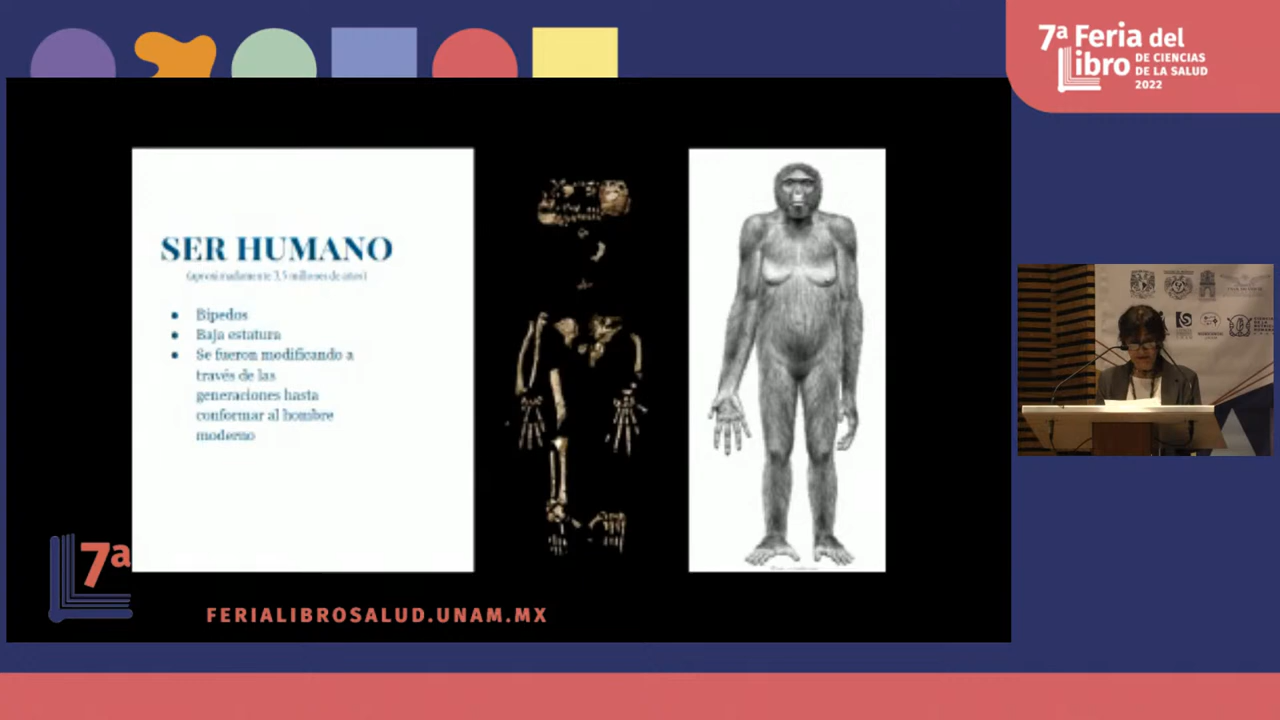 7ª Feria del
Libro DE CIENCIAS
DE LA SALUD
2022
SER HUMANO
(aproximadamente 3,5 millones de años)
Bipedos
Baja estatura
Se fueron modificando a
través de las
generaciones hasta
conformar al hombre
moderno
7ª
FERIALIBROSALUD.UNAM.MX